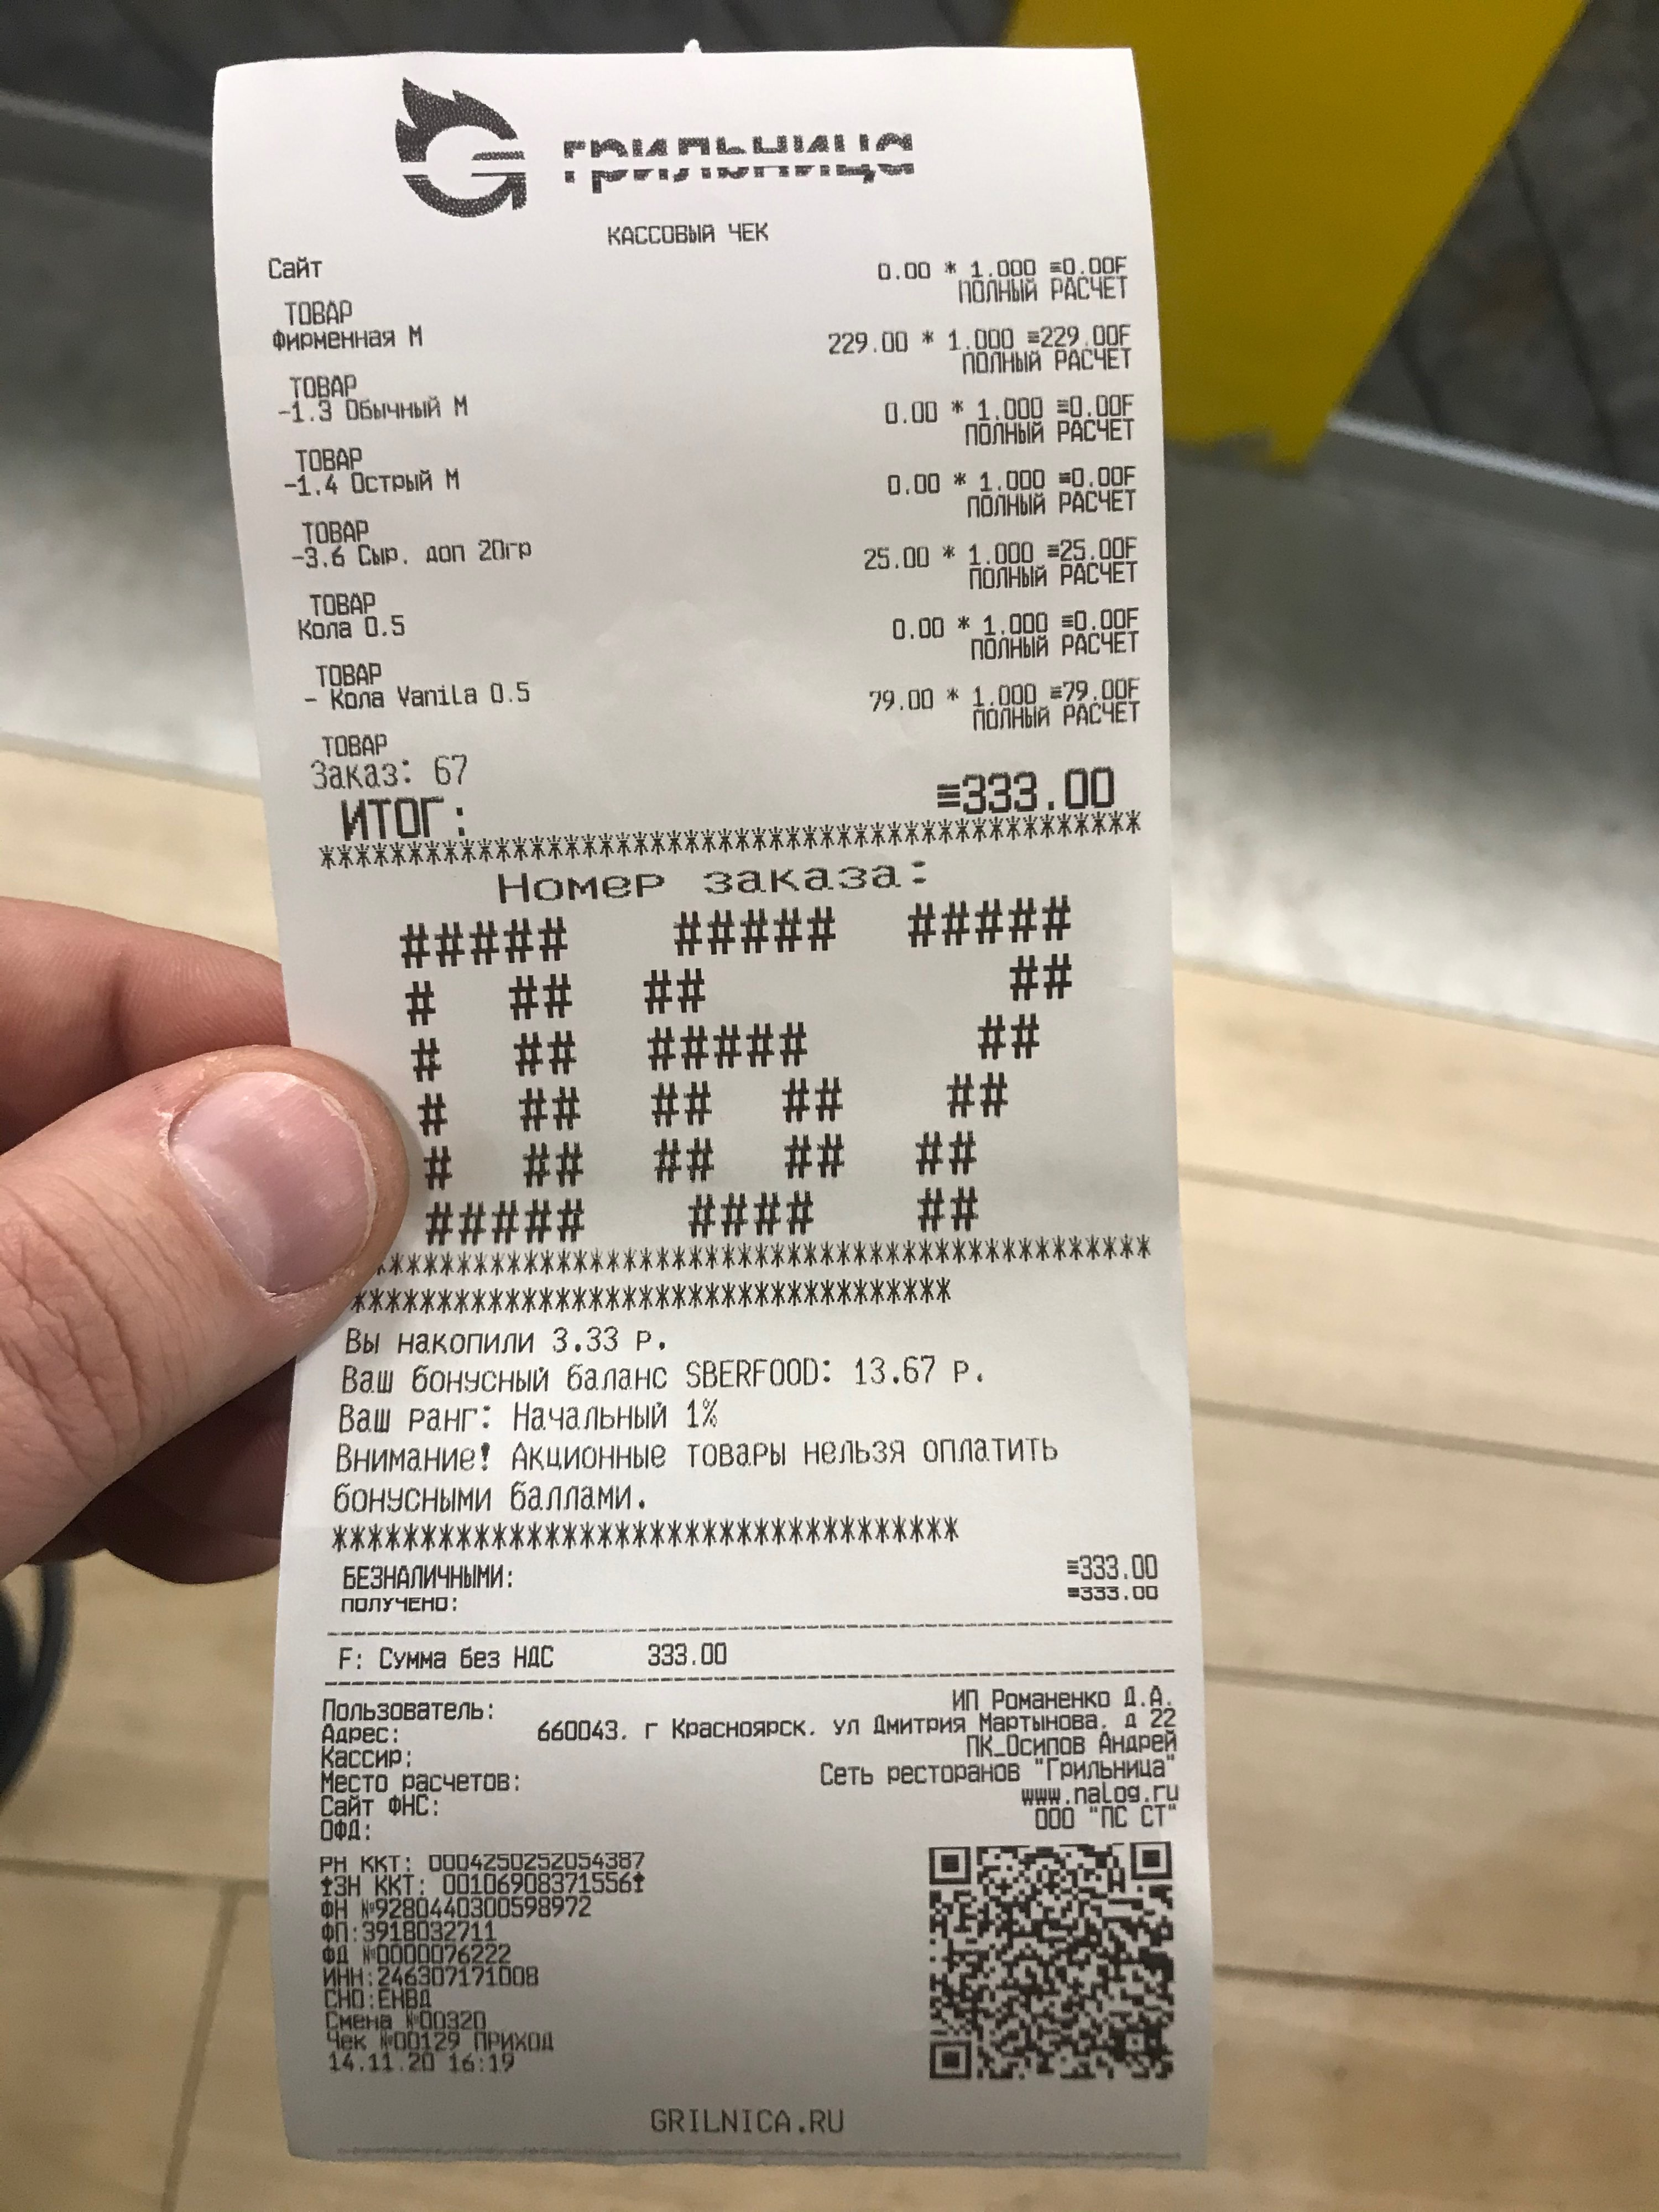 грильница
КАССОВЫЙ ЧЕК
Сайт 0.00 * 1.000 ≡0.00F
ПОЛНЫЙ РАСЧЕТ
ТОВАР
Фирменная М 229.00 * 1.000 ≡229.00F
ПОЛНЫЙ РАСЧЕТ
ТОВАР
-1.3 Обычный М 0.00 * 1.000 ≡0.00F
ПОЛНЫЙ РАСЧЕТ
ТОВАР
-1.4 Острый М 0.00 * 1.000 ≡0.00F
ПОЛНЫЙ РАСЧЕТ
ТОВАР
-3.6 Сыр. доп 20гр 25.00 * 1.000 ≡25.00F
ПОЛНЫЙ РАСЧЕТ
ТОВАР
Кола 0.5 0.00 * 1.000 ≡0.00F
ПОЛНЫЙ РАСЧЕТ
ТОВАР
- Кола Vanila 0.5 79.00 * 1.000 ≡79.00F
ПОЛНЫЙ РАСЧЕТ
ТОВАР
Заказ: 67
ИТОГ: ≡333.00
Номер заказа:
067
Вы накопили 3.33 р.
Ваш бонусный баланс SBERFOOD: 13.67 р.
Ваш ранг: Начальный 1%
Внимание! Акционные товары нельзя оплатить
бонусными баллами.
БЕЗНАЛИЧНЫМИ: ≡333.00
ПОЛУЧЕНО: ≡333.00
F: Сумма без НДС 333.00
Пользователь: ИП Романенко Д.А.
Адрес: 660043. г Красноярск. ул Дмитрия Мартынова. д 22
Кассир: ПК_Осипов Андрей
Место расчетов: Сеть ресторанов "Грильница"
Сайт ФНС: www.nalog.ru
ОФД: ООО "ПС СТ"
РН ККТ: 0004250252054387
ЗН ККТ: 00106908371556
ФН №9280440300598972
ФП:3918032711
ФД №0000076222
ИНН:246307171008
СНО:ЕНВД
Смена №00320
Чек №00129 ПРИХОД
14.11.20 16:19
GRILNICA.RU